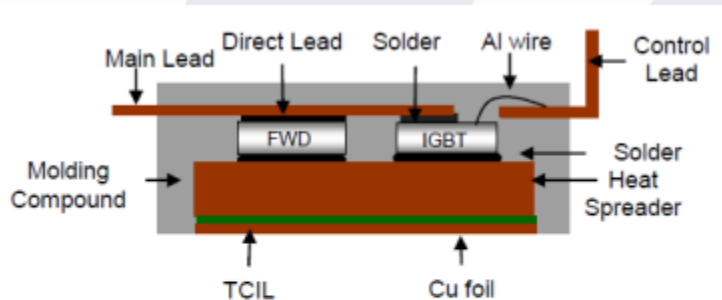 Main Lead
Direct Lead
Solder
Al wire
Control
Lead
FWD
IGBT
Molding
Compound
Solder
Heat
Spreader
TCIL
Cu foil